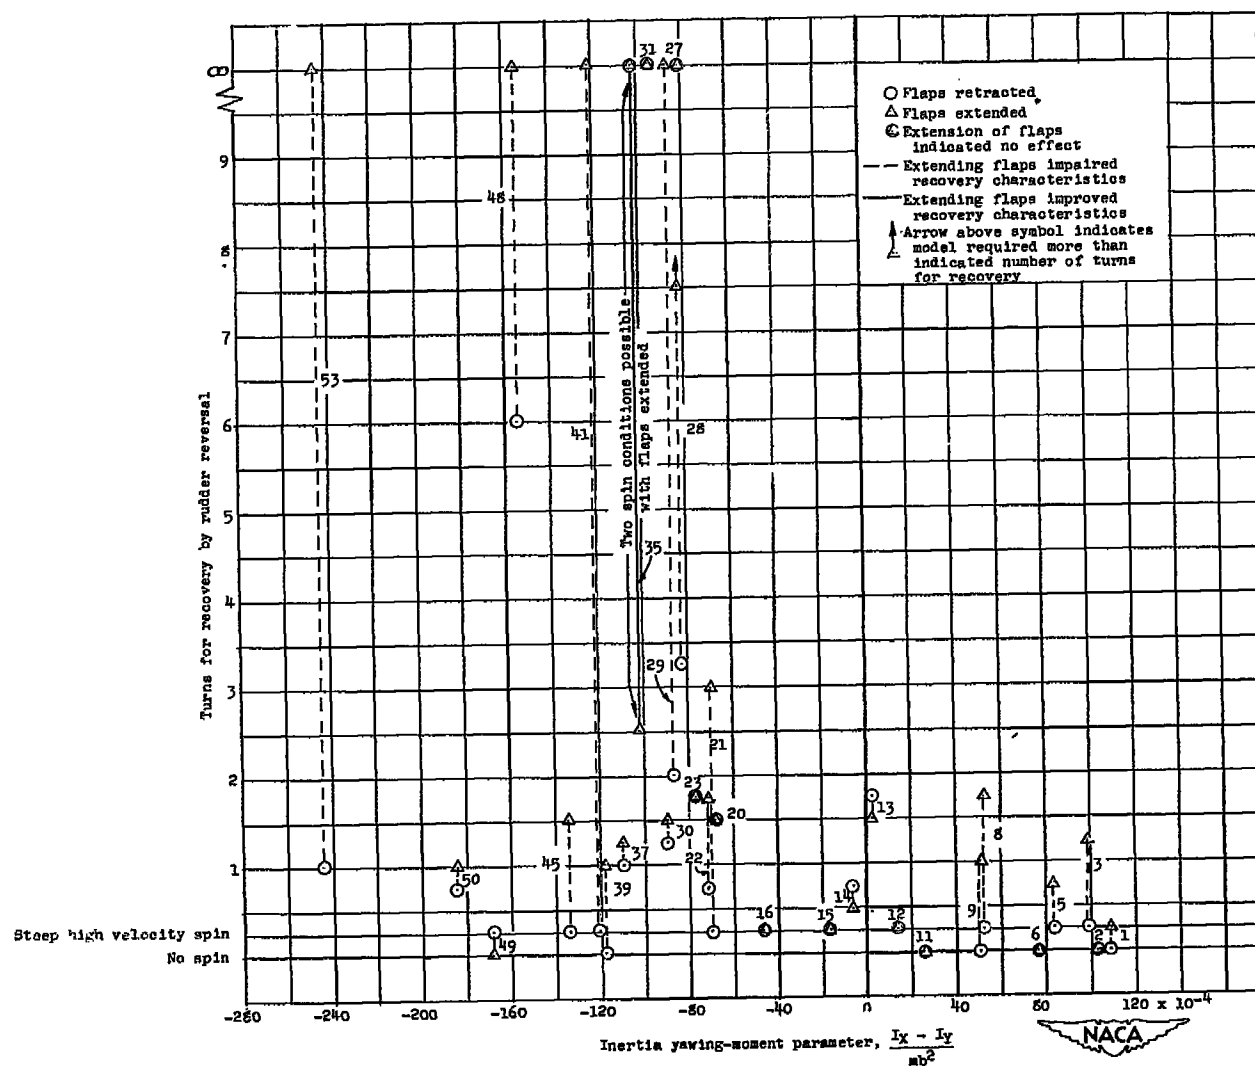 ∞
9
8
7
6
5
4
3
2
1
Steep high velocity spin
No spin
Turns for recovery by rudder reversal
31 27
Flaps retracted
Flaps extended
Extension of flaps
indicated no effect
Extending flaps impaired
recovery characteristics
Extending flaps improved
recovery characteristics
Arrow above symbol indicates
model required more than
indicated number of turns
for recovery
48
53
41
28
Two spin conditions possible
with flaps extended
35
29
21
23
20
13
30
22
8
45
37
39
50
3
14
5
9
16
15
12
11
6
2
1
49
-280
-240
-200
-160
-120
-80
-40
0
40
80
120 x 10-4
Inertia yawing-moment parameter, IX - IY
mb2
NACA